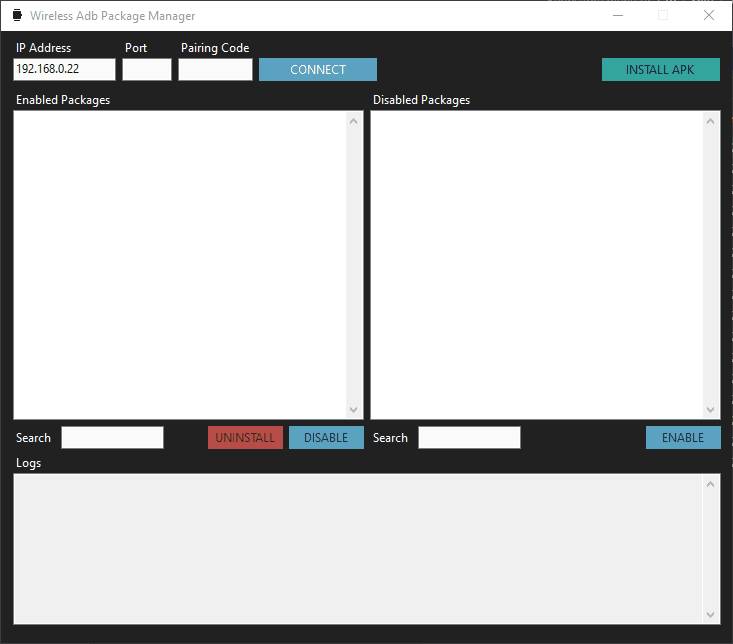 Wireless Adb Package Manager
IP Address Port Pairing Code
192.168.0.22 CONNECT INSTALL APK
Enabled Packages Disabled Packages
Search UNINSTALL DISABLE Search ENABLE
Logs